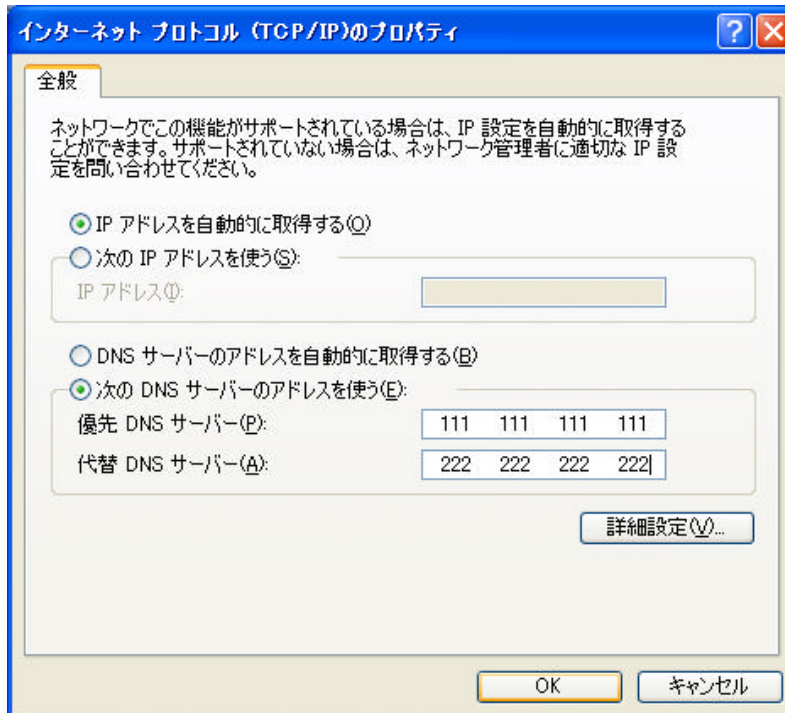 インターネット プロトコル (TCP/IP)のプロパティ
全般
ネットワークでこの機能がサポートされている場合は、IP 設定を自動的に取得する
ことができます。サポートされていない場合は、ネットワーク管理者に適切な IP 設
定を問い合わせてください。
IP アドレスを自動的に取得する(O)
次の IP アドレスを使う(S):
IP アドレス(I):
DNS サーバーのアドレスを自動的に取得する(B)
次の DNS サーバーのアドレスを使う(E):
優先 DNS サーバー(P): 111 111 111 111
代替 DNS サーバー(A): 222 222 222 222
詳細設定(V)...
OK キャンセル